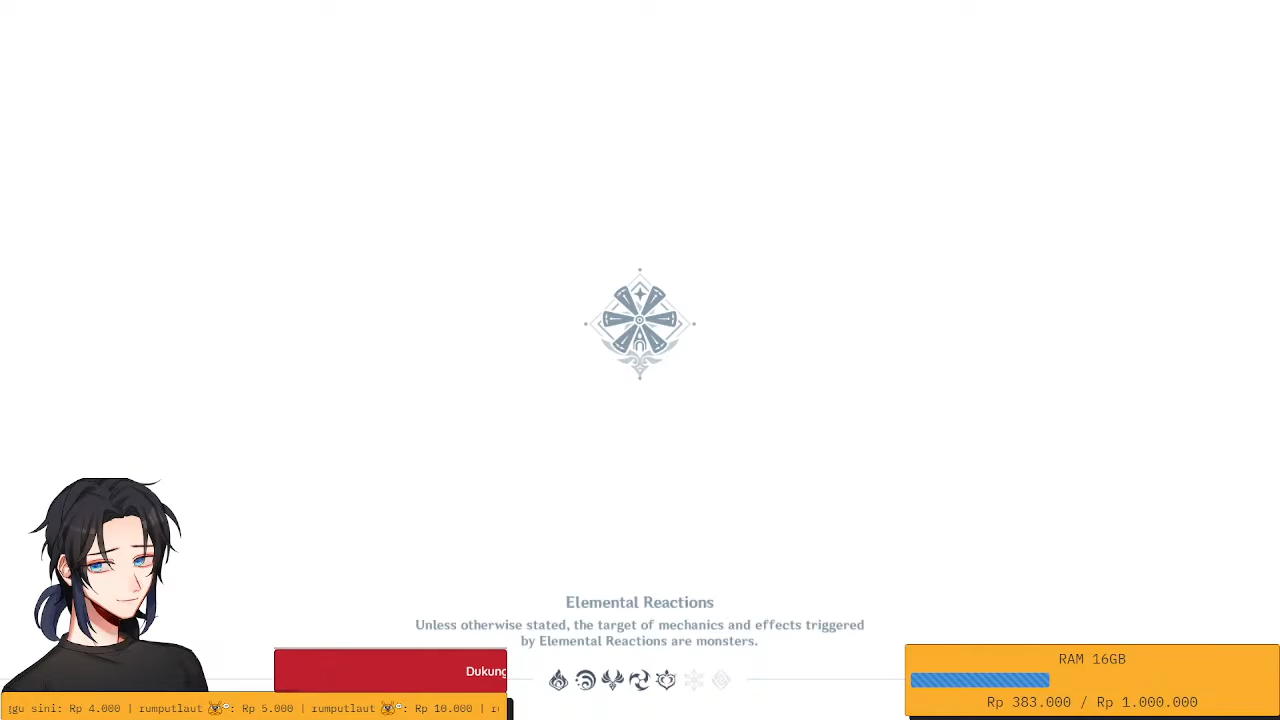 Elemental Reactions
Unless otherwise stated, the target of mechanics and effects triggered
by Elemental Reactions are monsters.
Dukung
RAM 16GB
Rp 383.000 / Rp 1.000.000
ggu sini: Rp 4.000 | rumputlaut : Rp 5.000 | rumputlaut : Rp 10.000 |